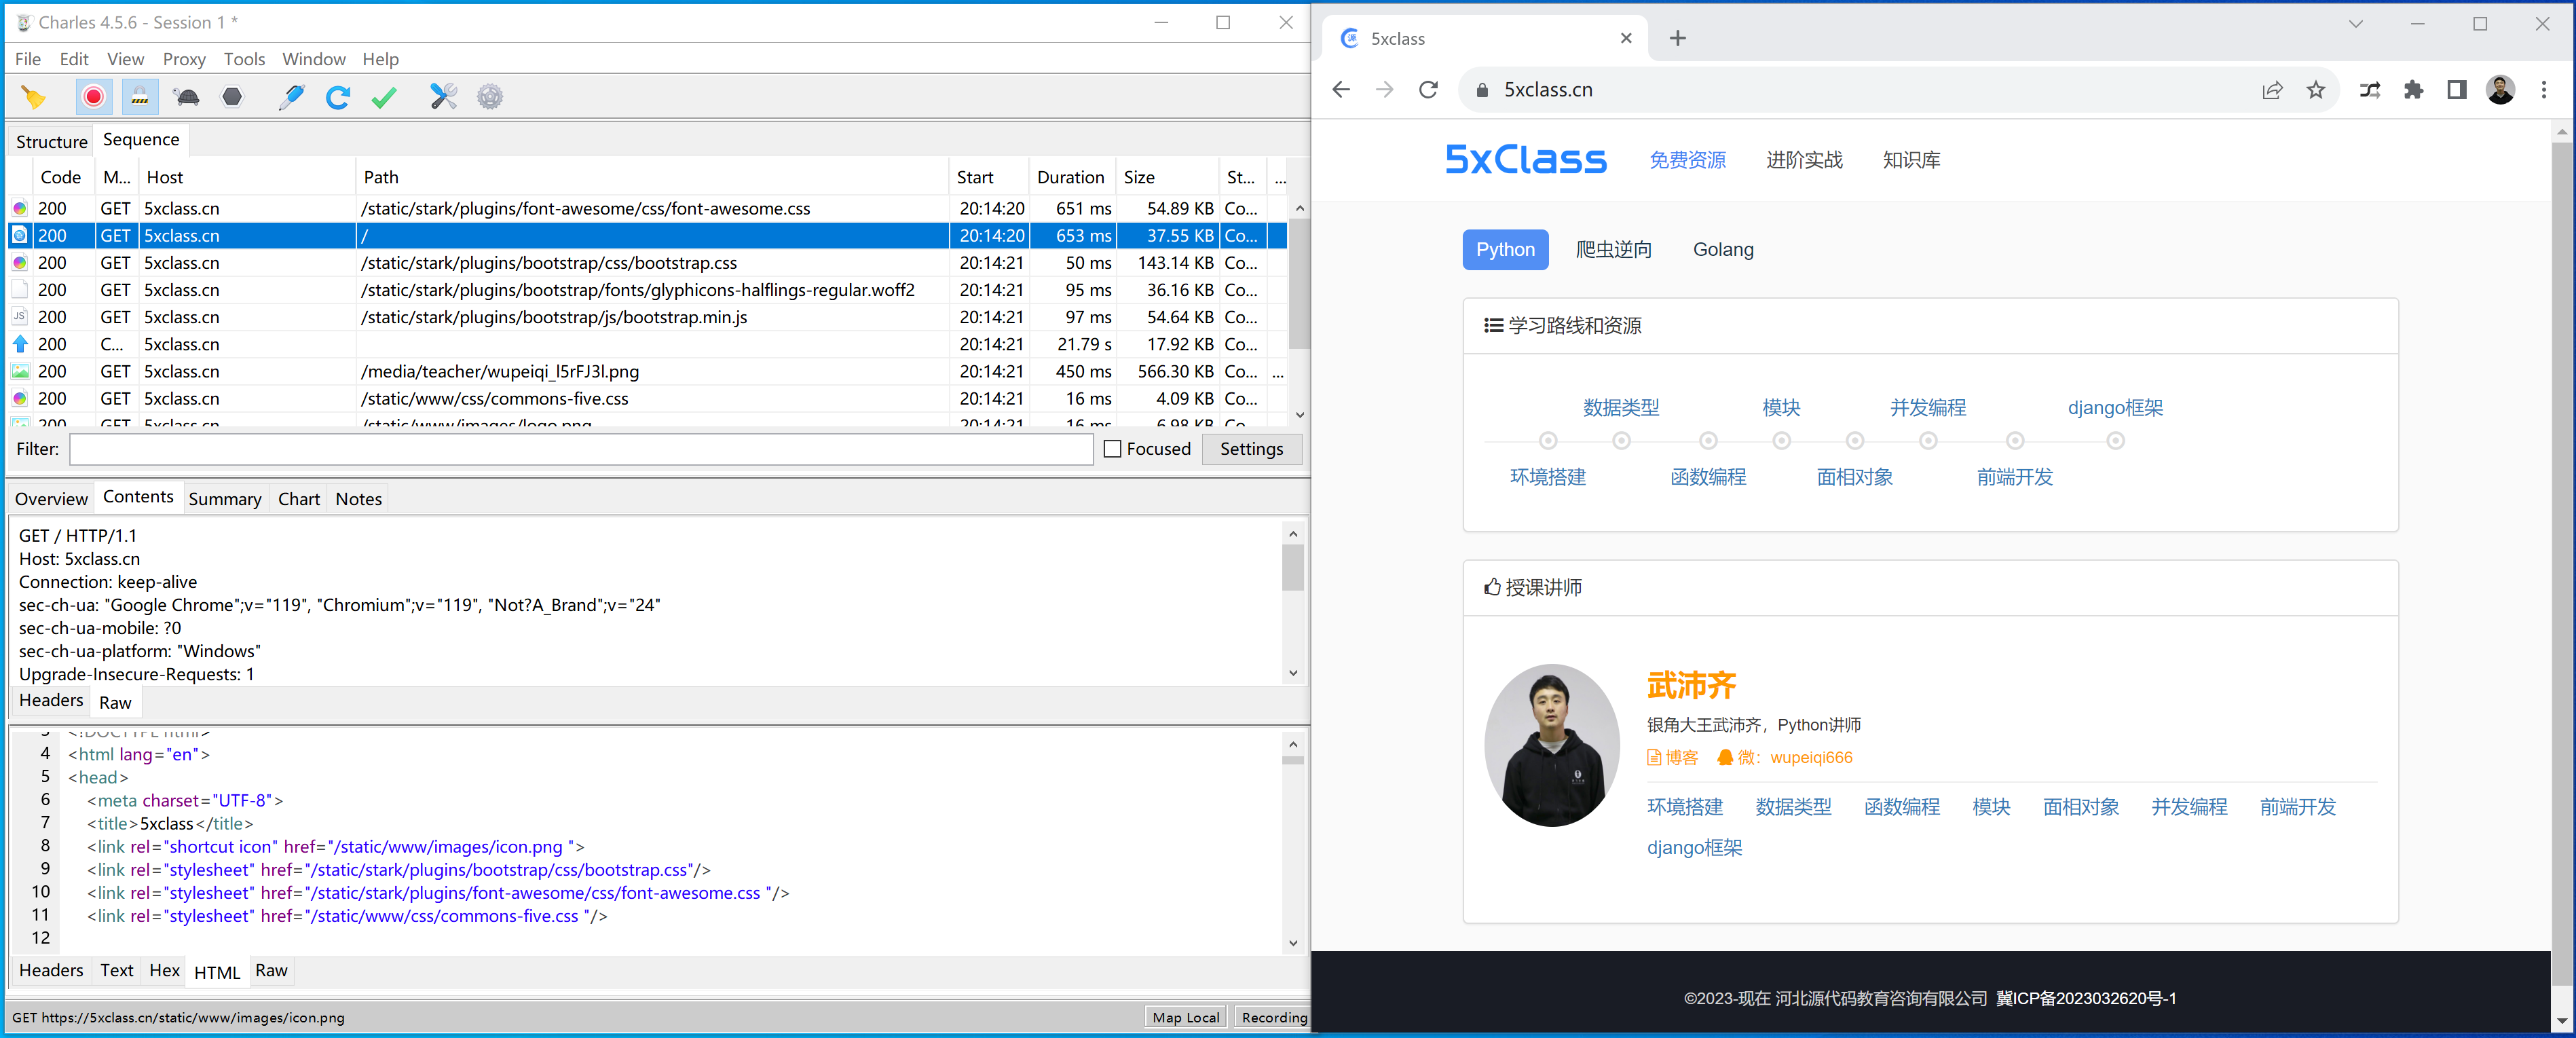 Charles 4.5.6 - Session 1 *
File Edit View Proxy Tools Window Help
Structure Sequence
Code M... Host Path Start Duration Size St... ...
200 GET 5xclass.cn /static/stark/plugins/font-awesome/css/font-awesome.css 20:14:20 651 ms 54.89 KB Co...
200 GET 5xclass.cn / 20:14:20 653 ms 37.55 KB Co...
200 GET 5xclass.cn /static/stark/plugins/bootstrap/css/bootstrap.css 20:14:21 50 ms 143.14 KB Co...
200 GET 5xclass.cn /static/stark/plugins/bootstrap/fonts/glyphicons-halflings-regular.woff2 20:14:21 95 ms 36.16 KB Co...
JS 200 GET 5xclass.cn /static/stark/plugins/bootstrap/js/bootstrap.min.js 20:14:21 97 ms 54.64 KB Co...
200 C... 5xclass.cn 20:14:21 21.79 s 17.92 KB Co...
200 GET 5xclass.cn /media/teacher/wupeiqi_l5rFJ3l.png 20:14:21 450 ms 566.30 KB Co... ...
200 GET 5xclass.cn /static/www/css/commons-five.css 20:14:21 16 ms 4.09 KB Co...
200 GET 5xclass.cn /static/www/images/logo.png 20:14:21 16 ms 6.98 KB Co...
Filter: Focused Settings
Overview Contents Summary Chart Notes
GET / HTTP/1.1
Host: 5xclass.cn
Connection: keep-alive
sec-ch-ua: "Google Chrome";v="119", "Chromium";v="119", "Not?A_Brand";v="24"
sec-ch-ua-mobile: ?0
sec-ch-ua-platform: "Windows"
Upgrade-Insecure-Requests: 1
Headers Raw
3 <!DOCTYPE html>
4 <html lang="en">
5 <head>
6 <meta charset="UTF-8">
7 <title>5xclass</title>
8 <link rel="shortcut icon" href="/static/www/images/icon.png ">
9 <link rel="stylesheet" href="/static/stark/plugins/bootstrap/css/bootstrap.css"/>
10 <link rel="stylesheet" href="/static/stark/plugins/font-awesome/css/font-awesome.css "/>
11 <link rel="stylesheet" href="/static/www/css/commons-five.css "/>
12
Headers Text Hex HTML Raw
GET https://5xclass.cn/static/www/images/icon.png Map Local Recording
5xclass
5xclass.cn
5xClass 免费资源 进阶实战 知识库
Python 爬虫逆向 Golang
学习路线和资源
数据类型 模块 并发编程 django框架
环境搭建 函数编程 面相对象 前端开发
授课讲师
武沛齐
银角大王武沛齐，Python讲师
博客 微：wupeiqi666
环境搭建 数据类型 函数编程 模块 面相对象 并发编程 前端开发
django框架
©2023-现在 河北源代码教育咨询有限公司 冀ICP备2023032620号-1